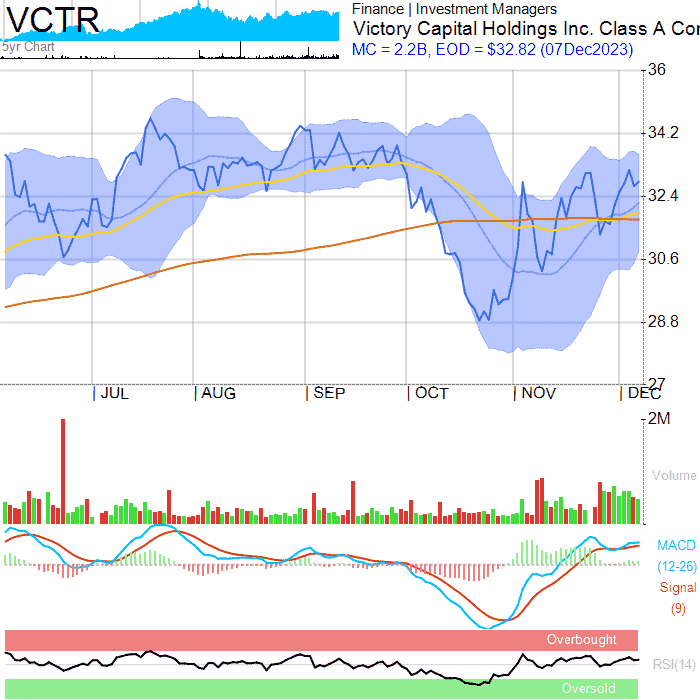 VCTR
5yr Chart
Finance | Investment Managers
Victory Capital Holdings Inc. Class A Cor
MC = 2.2B, EOD = $32.82 (07Dec2023)
36
34.2
32.4
30.6
28.8
27
JUL AUG SEP OCT NOV DEC
2M
Volume
MACD
(12-26)
Signal
(9)
Overbought
RSI(14)
Oversold